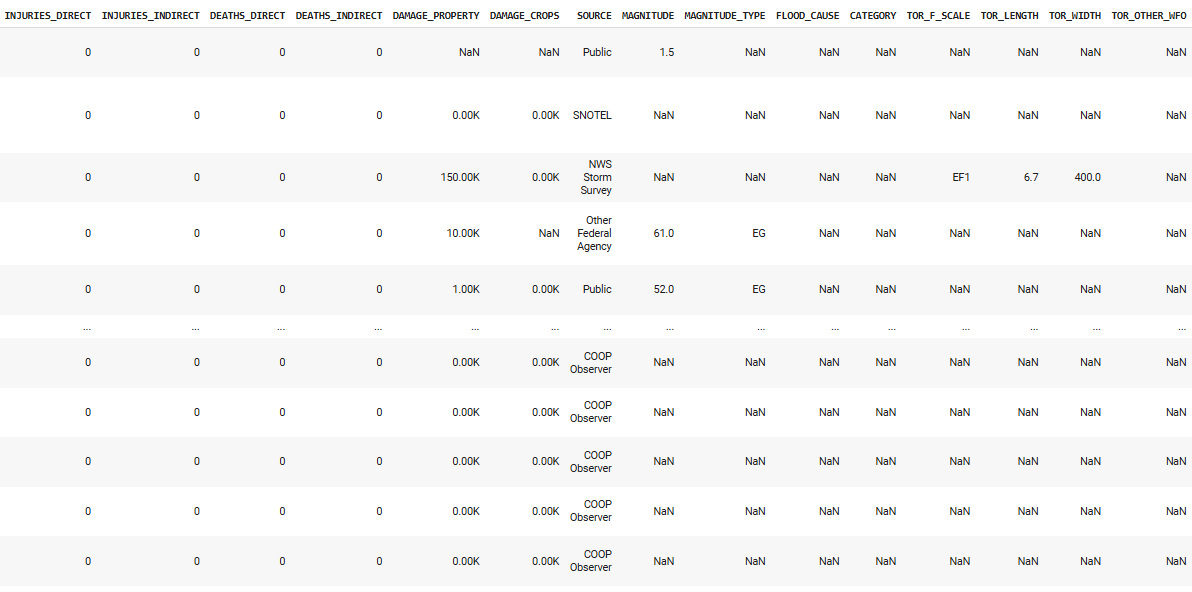 INJURIES_DIRECT INJURIES_INDIRECT DEATHS_DIRECT DEATHS_INDIRECT DAMAGE_PROPERTY DAMAGE_CROPS SOURCE MAGNITUDE MAGNITUDE_TYPE FLOOD_CAUSE CATEGORY TOR_F_SCALE TOR_LENGTH TOR_WIDTH TOR_OTHER_WFO
0 0 0 0 NaN NaN Public 1.5 NaN NaN NaN NaN NaN NaN NaN
0 0 0 0 0.00K 0.00K SNOTEL NaN NaN NaN NaN NaN NaN NaN NaN
0 0 0 0 150.00K 0.00K NWS Storm Survey NaN NaN NaN NaN EF1 6.7 400.0 NaN
0 0 0 0 10.00K NaN Other Federal Agency 61.0 EG NaN NaN NaN NaN NaN NaN
0 0 0 0 1.00K 0.00K Public 52.0 EG NaN NaN NaN NaN NaN NaN
... ... ... ... ... ... ... ... ... ... ... ... ... ... ...
0 0 0 0 0.00K 0.00K COOP Observer NaN NaN NaN NaN NaN NaN NaN NaN
0 0 0 0 0.00K 0.00K COOP Observer NaN NaN NaN NaN NaN NaN NaN NaN
0 0 0 0 0.00K 0.00K COOP Observer NaN NaN NaN NaN NaN NaN NaN NaN
0 0 0 0 0.00K 0.00K COOP Observer NaN NaN NaN NaN NaN NaN NaN NaN
0 0 0 0 0.00K 0.00K COOP Observer NaN NaN NaN NaN NaN NaN NaN NaN